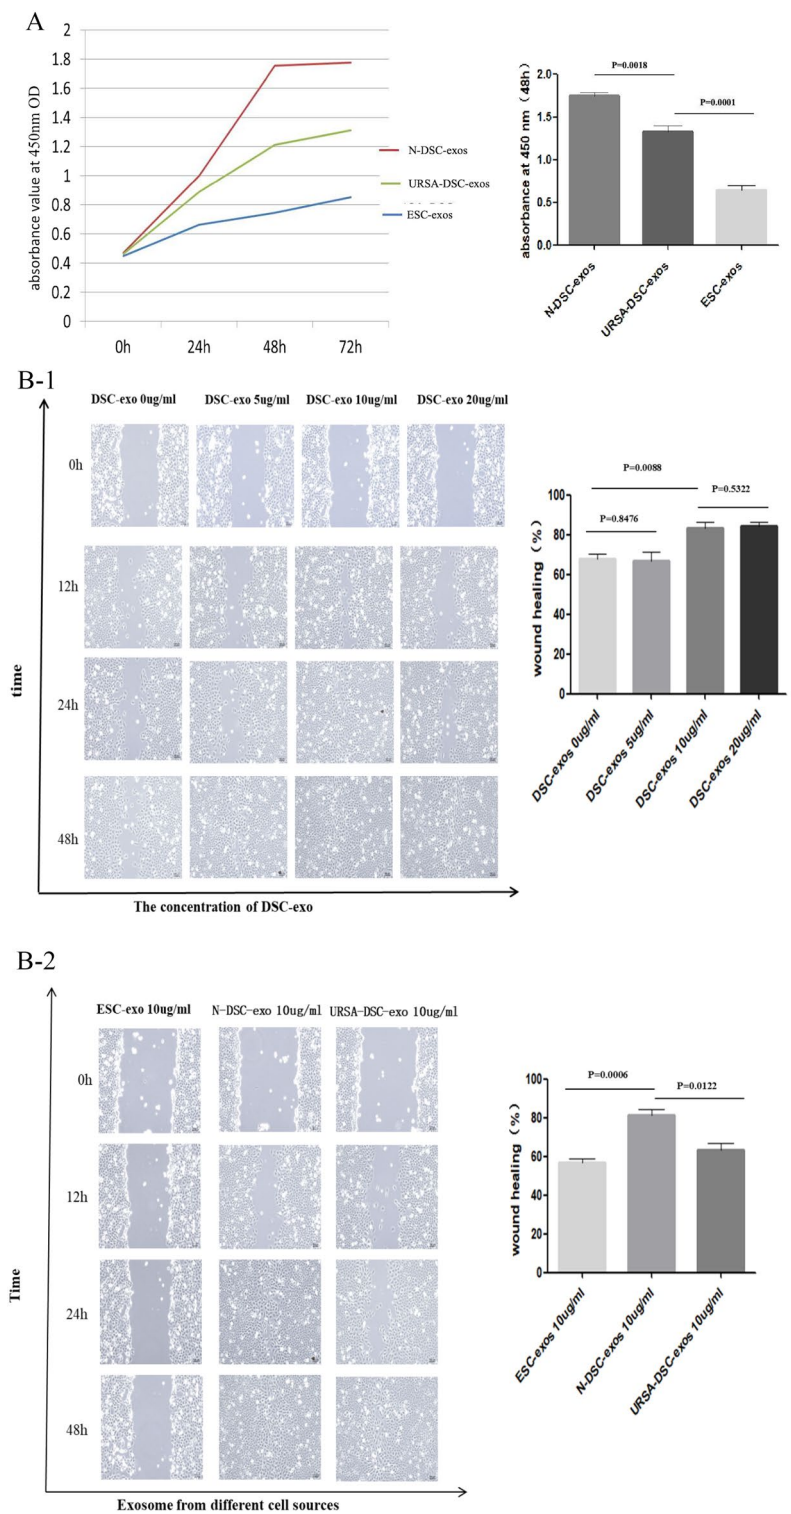 A
absorbance value at 450nm OD
2
1.8
1.6
1.4
1.2
1
0.8
0.6
0.4
0.2
0
0h
24h
48h
72h
N-DSC-exos
URSA-DSC-exos
ESC-exos
absorbance at 450 nm（48h）
2.0
1.5
1.0
0.5
0.0
P=0.0018
P=0.0001
N-DSC-exos
URSA-DSC-exos
ESC-exos
B-1
DSC-exo 0ug/ml
DSC-exo 5ug/ml
DSC-exo 10ug/ml
DSC-exo 20ug/ml
0h
12h
24h
48h
time
The concentration of DSC-exo
wound healing（%）
100
80
60
40
20
0
P=0.0088
P=0.8476
P=0.5322
DSC-exos 0ug/ml
DSC-exos 5ug/ml
DSC-exos 10ug/ml
DSC-exos 20ug/ml
B-2
ESC-exo 10ug/ml
N-DSC-exo 10ug/ml
URSA-DSC-exo 10ug/ml
0h
12h
24h
48h
Time
Exosome from different cell sources
wound healing（%）
100
80
60
40
20
0
P=0.0006
P=0.0122
ESC-exos 10ug/ml
N-DSC-exos 10ug/ml
URSA-DSC-exos 10ug/ml